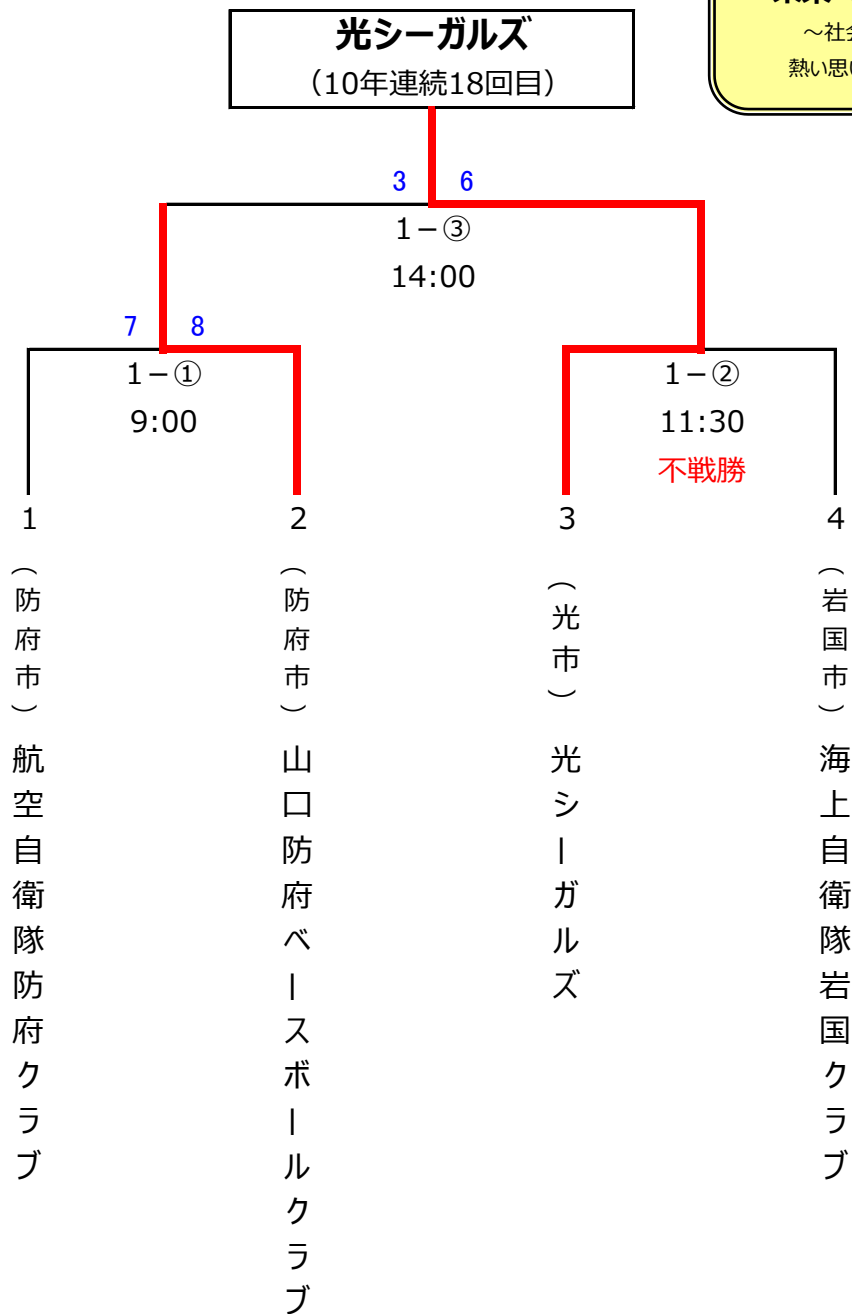 光シーガルズ
（10年連続18回目）
～社会
熱い思い
3 6
1－③
14:00
7 8
1－①
9:00
1－②
11:30
不戦勝
1
2
3
4
（防府市）航空自衛隊防府クラブ
（防府市）山口防府ベースボールクラブ
（光市）光シーガルズ
（岩国市）海上自衛隊岩国クラブ